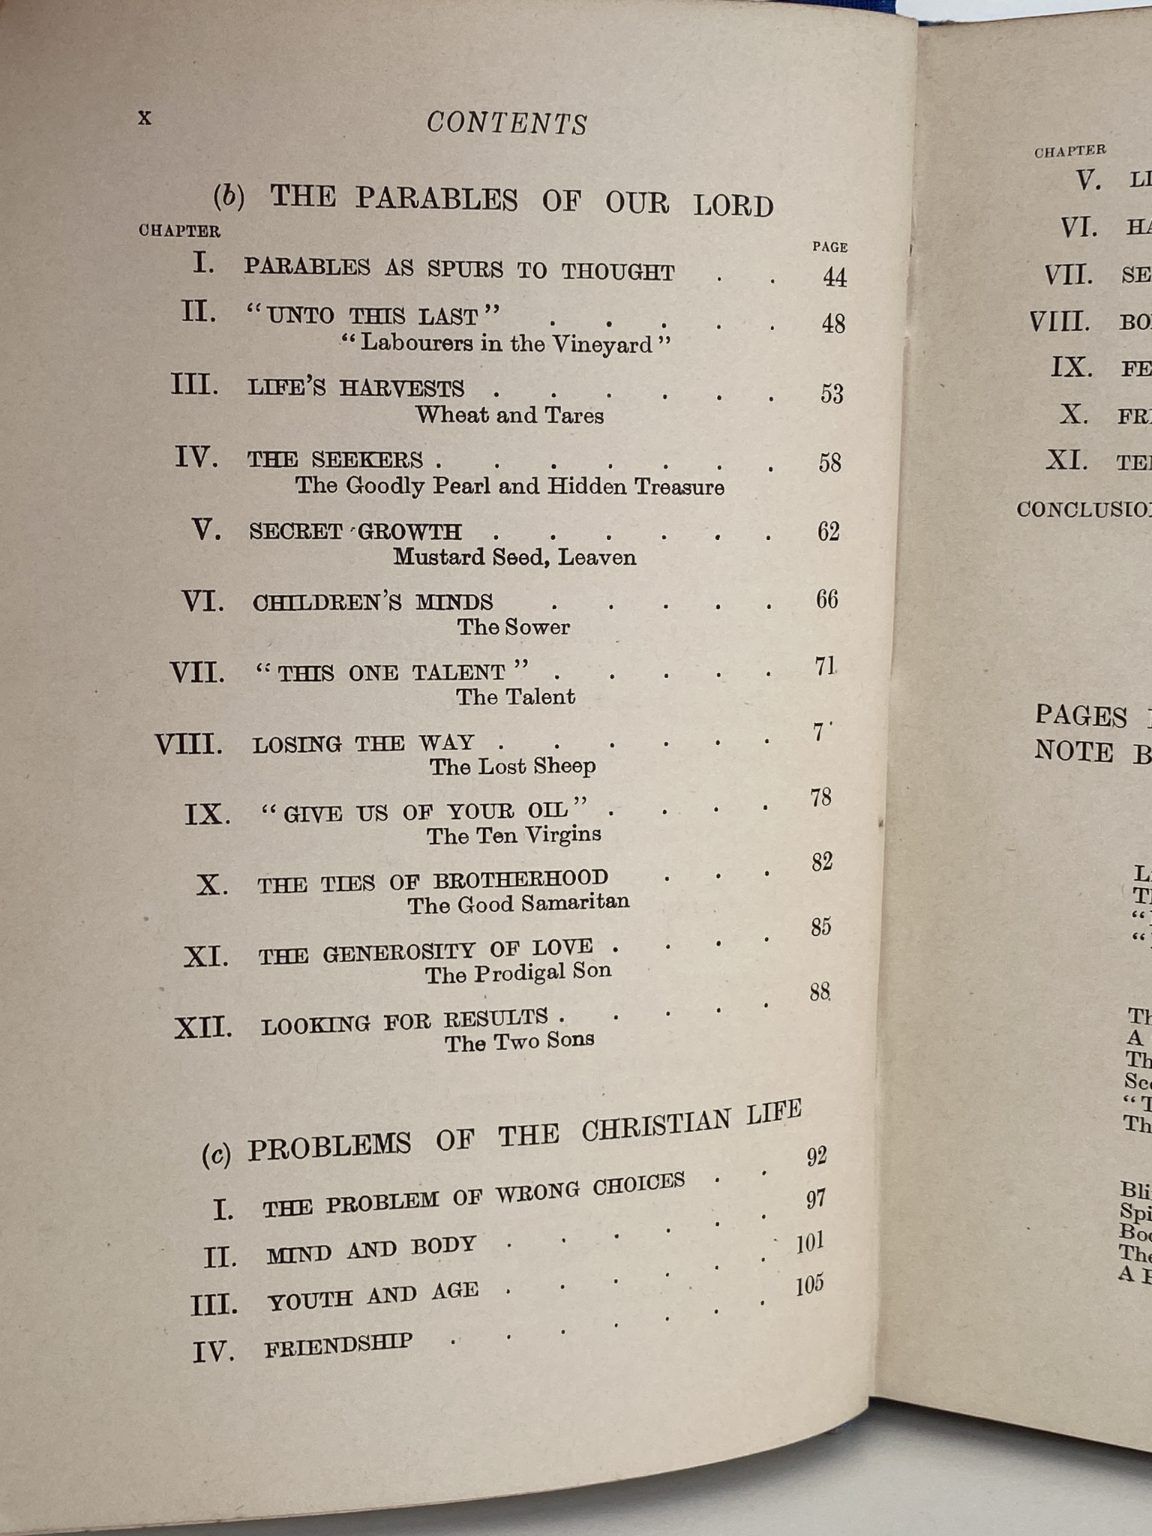 x
CONTENTS
(b) THE PARABLES OF OUR LORD
CHAPTER PAGE
I. PARABLES AS SPURS TO THOUGHT . . 44
II. “UNTO THIS LAST” . . . . . 48
“Labourers in the Vineyard”
III. LIFE’S HARVESTS . . . . . . 53
Wheat and Tares
IV. THE SEEKERS . . . . . . . 58
The Goodly Pearl and Hidden Treasure
V. SECRET GROWTH . . . . . . 62
Mustard Seed, Leaven
VI. CHILDREN’S MINDS . . . . . 66
The Sower
VII. “THIS ONE TALENT” . . . . . 71
The Talent
VIII. LOSING THE WAY . . . . . . 7
The Lost Sheep
IX. “GIVE US OF YOUR OIL” . . . . 78
The Ten Virgins
X. THE TIES OF BROTHERHOOD . . . 82
The Good Samaritan
XI. THE GENEROSITY OF LOVE . . . . 85
The Prodigal Son
XII. LOOKING FOR RESULTS . . . . . 88
The Two Sons
(c) PROBLEMS OF THE CHRISTIAN LIFE
I. THE PROBLEM OF WRONG CHOICES . . 92
II. MIND AND BODY . . . . . . 97
III. YOUTH AND AGE . . . . . . 101
IV. FRIENDSHIP . . . . . . . 105
CHAPTER
V.
VI.
VII.
VIII.
IX.
X.
XI.
PAGES
NOTE
A
A